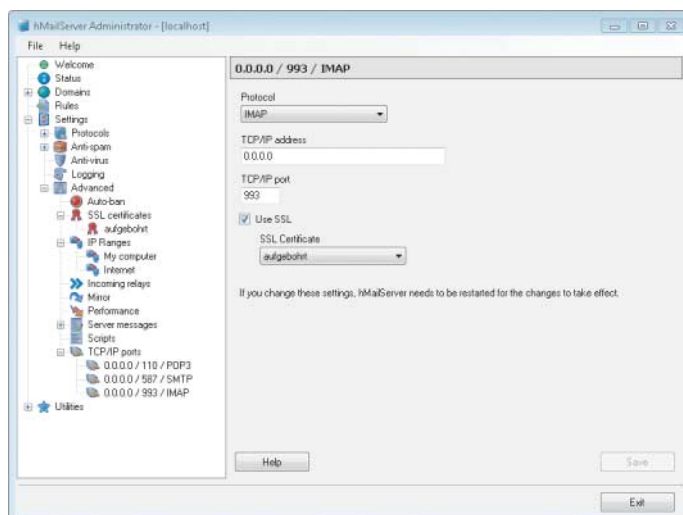 hMailServer Administrator - [localhost]
File Help
Welcome
Status
Domains
Rules
Settings
Protocols
Anti-spam
Anti-virus
Logging
Advanced
Auto-ban
SSL certificates
aufgebohrt
IP Ranges
My computer
Internet
Incoming relays
Mirror
Performance
Server messages
Scripts
TCP/IP ports
0.0.0.0 / 110 / POP3
0.0.0.0 / 587 / SMTP
0.0.0.0 / 993 / IMAP
Utilities
0.0.0.0 / 993 / IMAP
Protocol
IMAP
TCP/IP address
0.0.0.0
TCP/IP port
993
Use SSL
SSL Certificate
aufgebohrt
If you change these settings, hMailServer needs to be restarted for the changes to take effect.
Help
Save
Exit